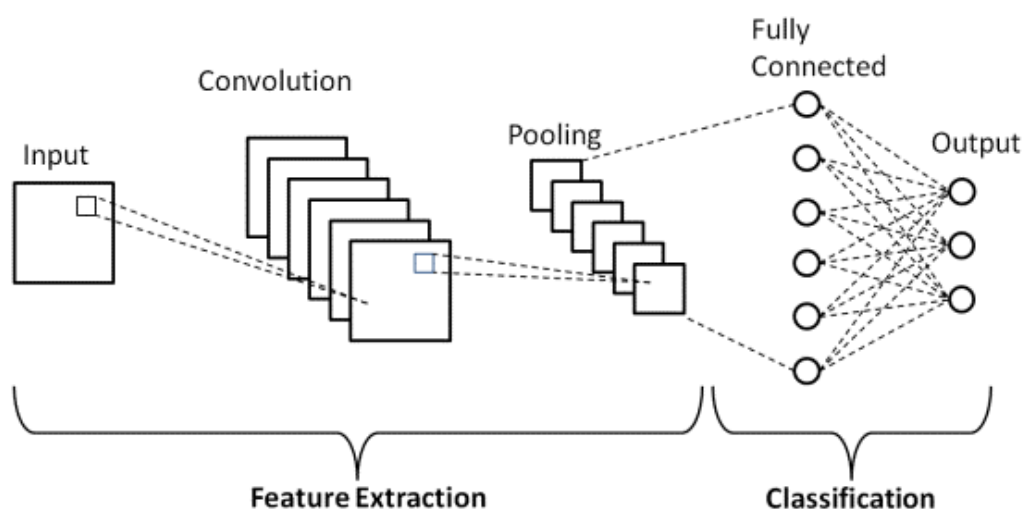 Input
Convolution
Pooling
Fully
Connected
Output
Feature Extraction
Classification